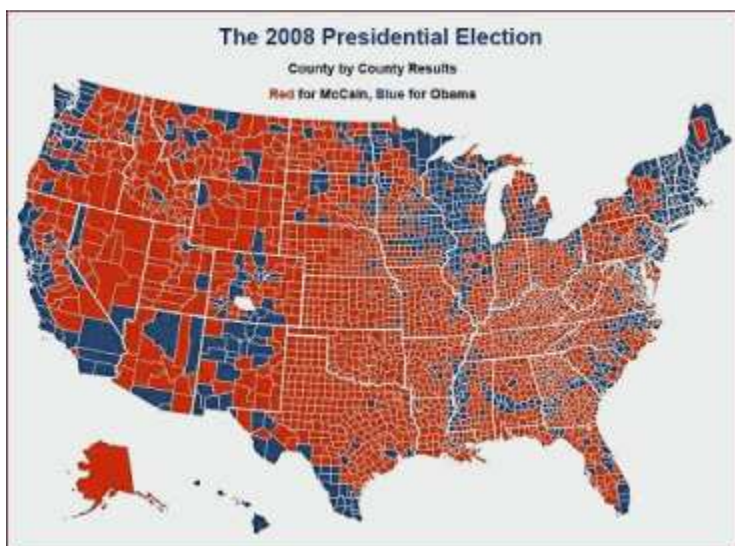 The 2008 Presidential Election
County by County Results
Red for McCain, Blue for Obama